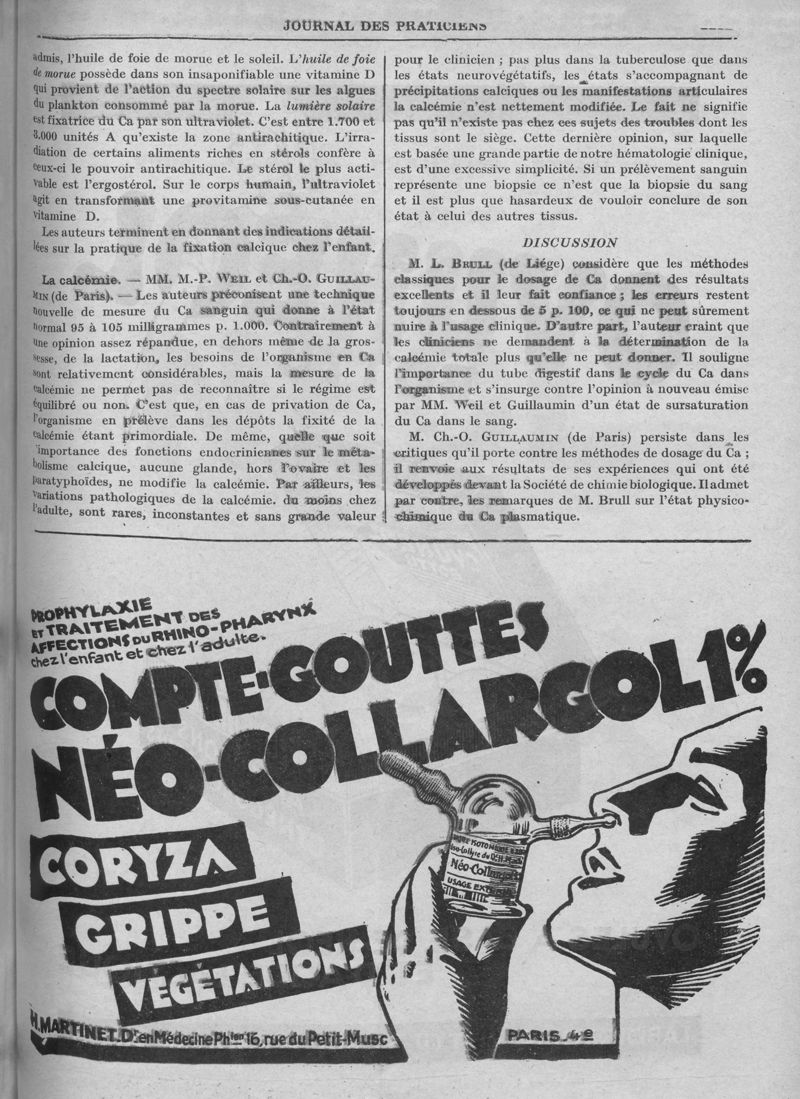 JOURNAL DES PRATICIENS
admis, l'huile de foie de morue et le soleil. L'huile de foie
de morue possède dans son insaponifiable une vitamine D
qui provient de l'action du spectre solaire sur les algues
du plankton consommé par la morue. La lumière solaire
est fixatrice du Ca par son ultraviolet. C'est entre 1.700 et
3.000 unités A qu'existe la zone antirachitique. L'irra-
diation de certains aliments riches en stérols confère à
ceux-ci le pouvoir antirachitique. Le stérol le plus acti-
vable est l'ergostérol. Sur le corps humain, l'ultraviolet
agit en transformant une provitamine sous-cutanée en
vitamine D.
Les auteurs terminent en donnant des indications détail-
lées sur la pratique de la fixation calcique chez l'enfant.
La calcémie. — MM. M.-P. WEIL et Ch.-O. GUILLAU-
MIN (de Paris). — Les auteurs préconisent une technique
nouvelle de mesure du Ca sanguin qui donne à l'état
normal 95 à 105 milligrammes p. 1.000. Contrairement à
une opinion assez répandue, en dehors même de la gros-
sesse, de la lactation, les besoins de l'organisme en Ca
sont relativement considérables, mais la mesure de la
calcémie ne permet pas de reconnaître si le régime est
équilibré ou non. C'est que, en cas de privation de Ca,
l'organisme en prélève dans les dépôts la fixité de la
calcémie étant primordiale. De même, quelle que soit
l'importance des fonctions endocriniennes sur le méta-
bolisme calcique, aucune glande, hors l'ovaire et les
paratyphoïdes, ne modifie la calcémie. Par ailleurs, les
variations pathologiques de la calcémie. du moins chez
l'adulte, sont rares, inconstantes et sans grande valeur
pour le clinicien ; pas plus dans la tuberculose que dans
les états neurovégétatifs, les états s'accompagnant de
précipitations calciques ou les manifestations articulaires
la calcémie n'est nettement modifiée. Le fait ne signifie
pas qu'il n'existe pas chez ces sujets des troubles dont les
tissus sont le siège. Cette dernière opinion, sur laquelle
est basée une grande partie de notre hématologie clinique,
est d'une excessive simplicité. Si un prélèvement sanguin
représente une biopsie ce n'est que la biopsie du sang
et il est plus que hasardeux de vouloir conclure de son
état à celui des autres tissus.
DISCUSSION
M. L. BRULL (de Liége) considère que les méthodes
classiques pour le dosage de Ca donnent des résultats
excellents et il leur fait confiance ; les erreurs restent
toujours en dessous de 5 p. 100, ce qui ne peut sûrement
nuire à l'usage clinique. D'autre part, l'auteur craint que
les cliniciens ne demandent à la détermination de la
calcémie totale plus qu'elle ne peut donner. Il souligne
l'importance du tube digestif dans le cycle du Ca dans
l'organisme et s'insurge contre l'opinion à nouveau émise
par MM. Weil et Guillaumin d'un état de sursaturation
du Ca dans le sang.
M. Ch.-O. GUILLAUMIN (de Paris) persiste dans les
critiques qu'il porte contre les méthodes de dosage du Ca ;
il renvoie aux résultats de ses expériences qui ont été
développés devant la Société de chimie biologique. Il admet
par contre, les remarques de M. Brull sur l'état physico-
chimique du Ca plasmatique.
PROPHYLAXIE
ET TRAITEMENT DES
AFFECTIONS DU RHINO-PHARYNX
chez l'enfant et chez l'adulte.
COMPTE-GOUTTES
NÉO-COLLARGOL 1%
Néo-Collargol
USAGE EXTERNE
CORYZA
GRIPPE
VÉGÉTATIONS
H. MARTINET. Dr en Médecine Phien 16, rue du Petit-Musc
PARIS_4e